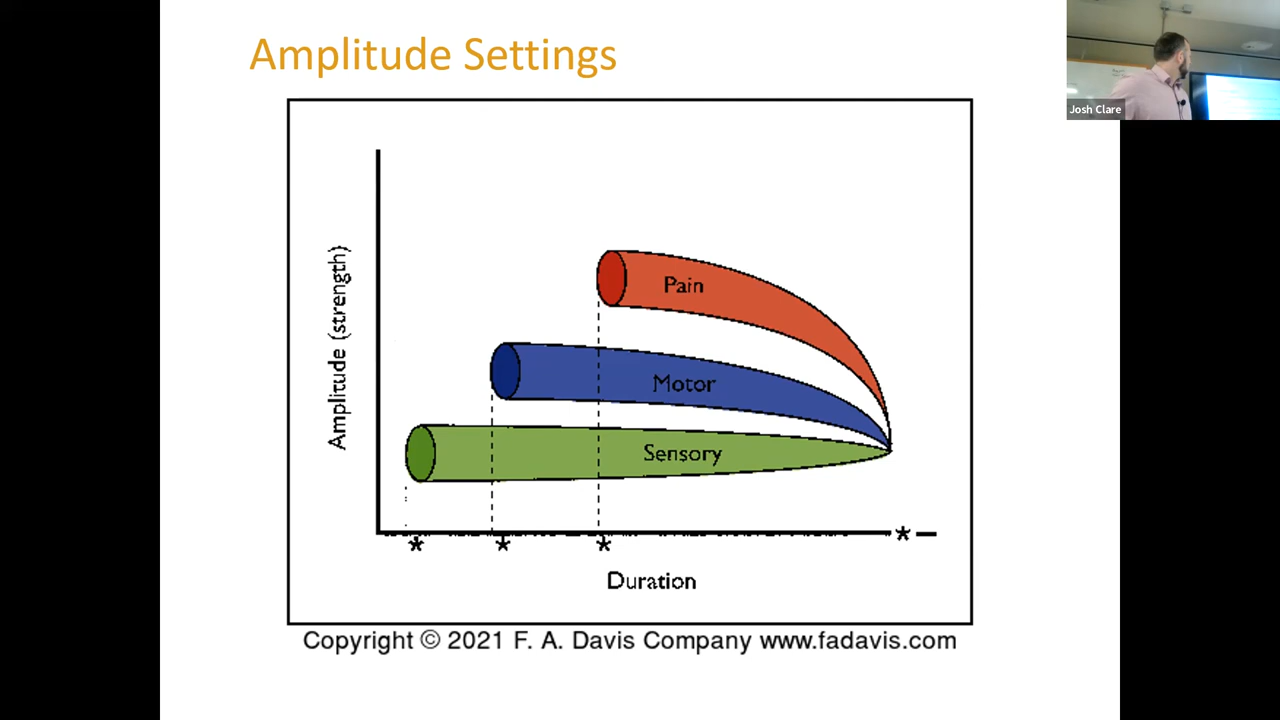 Amplitude Settings
Josh Clare
Amplitude (strength)
Pain
Motor
Sensory
* * * * –
Duration
Copyright © 2021 F. A. Davis Company www.fadavis.com